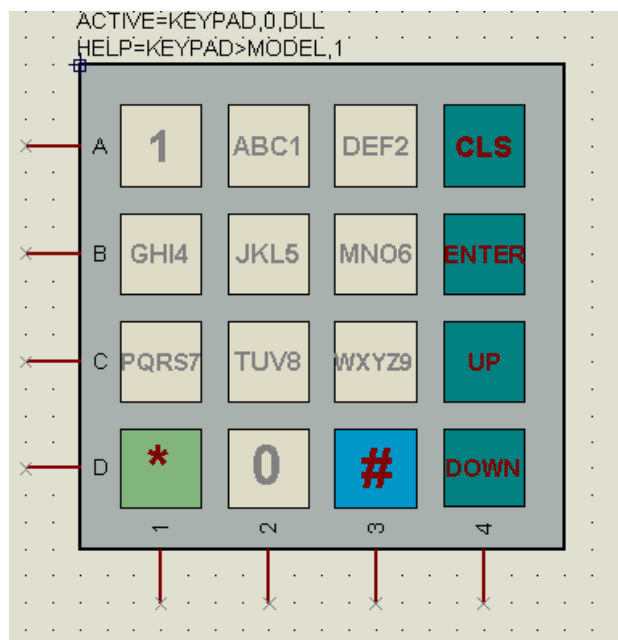 ACTIVE=KEYPAD,0,DLL
HELP=KEYPAD>MODEL,1
A 1 ABC1 DEF2 CLS
B GHI4 JKL5 MNO6 ENTER
C PQRS7 TUV8 WXYZ9 UP
D * 0 # DOWN
1 2 3 4